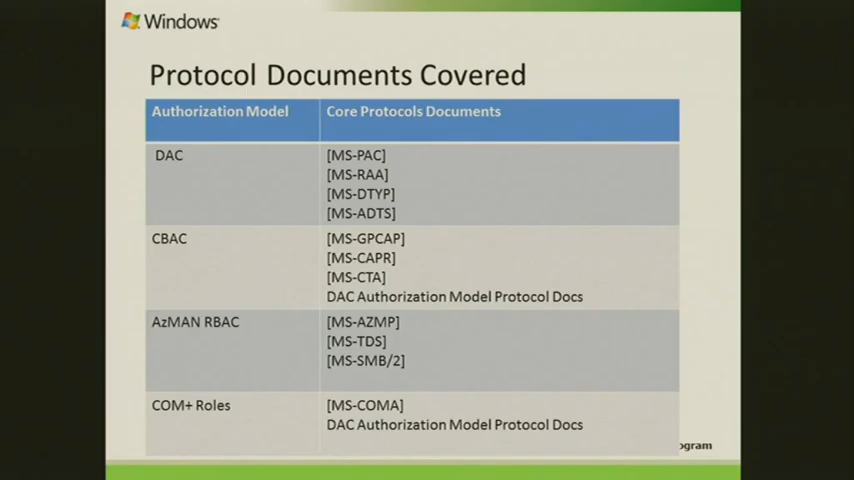 Windows
Protocol Documents Covered
Authorization Model
Core Protocols Documents
DAC
[MS-PAC]
[MS-RAA]
[MS-DTYP]
[MS-ADTS]
CBAC
[MS-GPCAP]
[MS-CAPR]
[MS-CTA]
DAC Authorization Model Protocol Docs
AzMAN RBAC
[MS-AZMP]
[MS-TDS]
[MS-SMB/2]
COM+ Roles
[MS-COMA]
DAC Authorization Model Protocol Docs
ogram